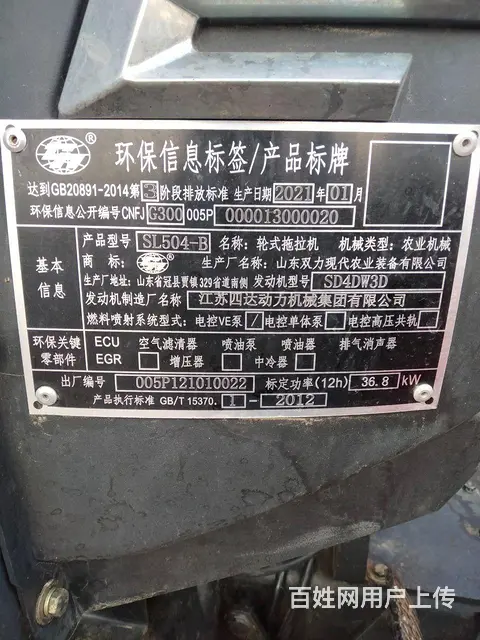 ® 环保信息标签/产品标牌
达到GB20891-2014第3阶段排放标准 生产日期2021年01月
环保信息公开编号CNFJ G300 005P 000013000020
基本信息
产品型号 SL504-B 名称：轮式拖拉机 机械类型：农业机械
商 标： ® 生产厂家：山东双力现代农业装备有限公司
生产厂地址：山东省冠县贾镇329省道南侧 发动机型号 SD4DW3D
发动机制造厂名称 江苏四达动力机械集团有限公司
燃料喷射系统型式：电控VE泵 / 电控单体泵 电控高压共轨
环保关键零部件
ECU 空气滤清器 喷油泵 喷油器 排气消声器
EGR 增压器 中冷器
出厂编号 005P121010022 标定功率(12h) 36.8 kW
产品执行标准 GB/T 15370. 1 - 2012
百姓网用户上传